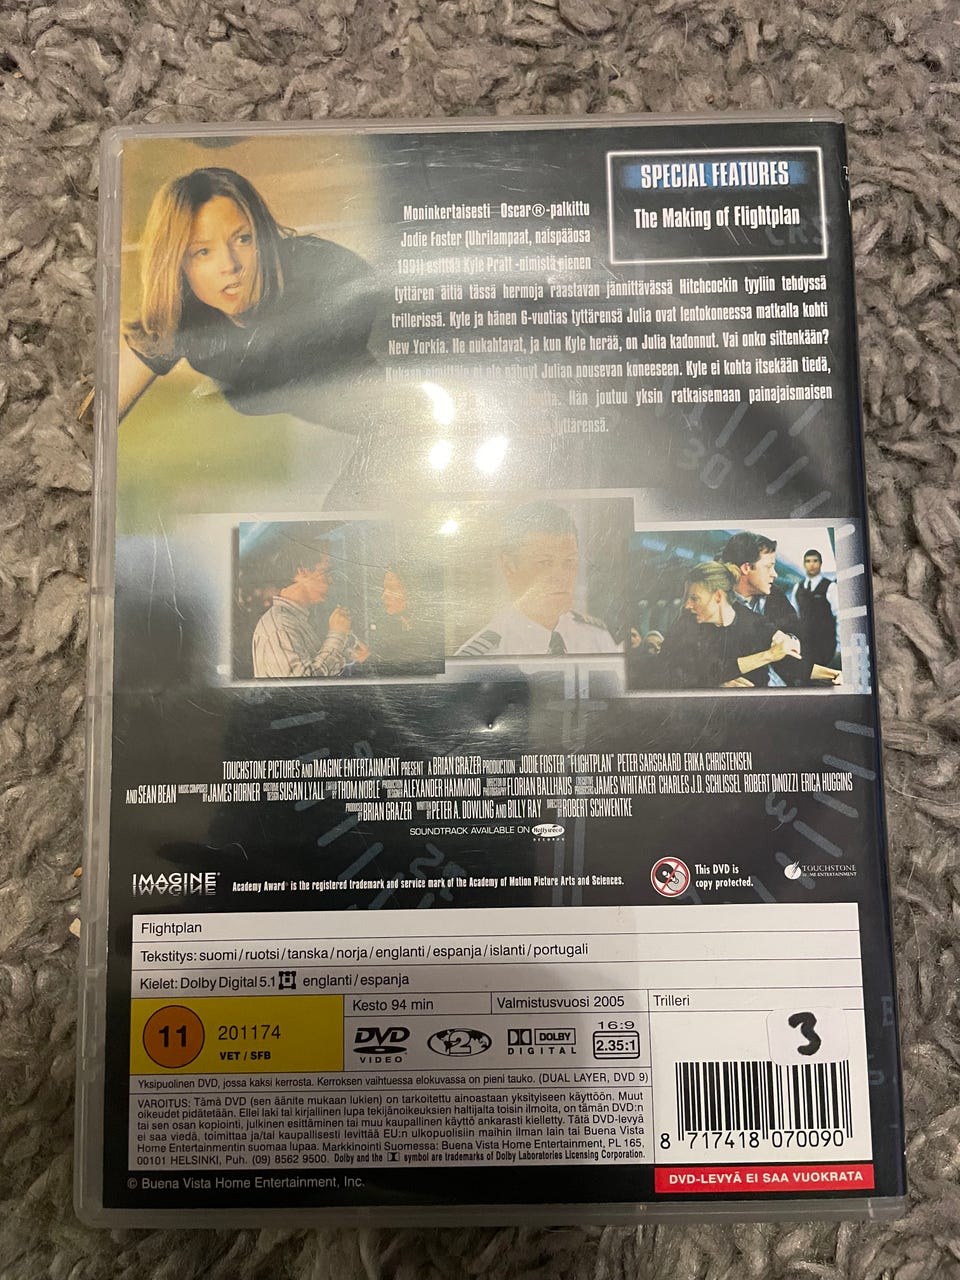 SPECIAL FEATURES
The Making of Flightplan
Moninkertaisesti Oscar®-palkittu
Jodie Foster (Uhrilampaat, naispääosa
1991) esittää Kyle Pratt -nimistä pienen
tyttären äitiä tässä hermoja raastavan jännittävässä Hitchcockin tyyliin tehdyssä
trillerissä. Kyle ja hänen 6-vuotias tyttärensä Julia ovat lentokoneessa matkalla kohti
New Yorkia. He nukahtavat, ja kun Kyle herää, on Julia kadonnut. Vai onko sittenkään?
Kukaan nähnyt Julian nousevan koneeseen. Kyle ei kohta itsekään tiedä,
Hän joutuu yksin ratkaisemaan painajaismaisen
tyttärensä.
30
TOUCHSTONE PICTURES AND IMAGINE ENTERTAINMENT PRESENT A BRIAN GRAZER PRODUCTION JODIE FOSTER "FLIGHTPLAN" PETER SARSGAARD ERIKA CHRISTENSEN
AND SEAN BEAN MUSIC COMPOSED BY JAMES HORNER COSTUME DESIGN SUSAN LYALL EDITED BY THOM NOBLE PRODUCTION DESIGNER ALEXANDER HAMMOND DIRECTOR OF PHOTOGRAPHY FLORIAN BALLHAUS EXECUTIVE PRODUCERS JAMES WHITAKER CHARLES J.D. SCHLISSEL ROBERT DINOZZI ERICA HUGGINS
PRODUCED BY BRIAN GRAZER WRITTEN BY PETER A. DOWLING AND BILLY RAY DIRECTED BY ROBERT SCHWENTKE
SOUNDTRACK AVAILABLE ON Hollywood RECORDS
IMAGINE
Academy Award® is the registered trademark and service mark of the Academy of Motion Picture Arts and Sciences.
This DVD is
copy protected.
TOUCHSTONE
HOME ENTERTAINMENT
Flightplan
Tekstitys: suomi/ruotsi/tanska/norja/englanti/espanja/islanti/portugali
Kielet: Dolby Digital 5.1 englanti/espanja
Kesto 94 min
Valmistusvuosi 2005
Trilleri
11
201174
VET / SFB
DVD
VIDEO
2
DOLBY
DIGITAL
16:9
2.35:1
3
Yksipuolinen DVD, jossa kaksi kerrosta. Kerroksen vaihtuessa elokuvassa on pieni tauko. (DUAL LAYER, DVD 9)
VAROITUS: Tämä DVD (sen äänite mukaan lukien) on tarkoitettu ainoastaan yksityiseen käyttöön. Muut
oikeudet pidätetään. Ellei laki tai kirjallinen lupa tekijänoikeuksien haltijalta toisin ilmoita, on tämän DVD:n
tai sen osan kopiointi, julkinen esittäminen tai muu kaupallinen käyttö ankarasti kielletty. Tätä DVD-levyä
ei saa viedä, toimittaa ja/tai kaupallisesti levittää EU:n ulkopuolisiin maihin ilman lain tai Buena Vista
Home Entertainmentin suomaa lupaa. Markkinointi Suomessa: Buena Vista Home Entertainment, PL 165,
00101 HELSINKI, Puh. (09) 8562 9500. Dolby and the symbol are trademarks of Dolby Laboratories Licensing Corporation.
8 717418 070090
© Buena Vista Home Entertainment, Inc.
DVD-LEVYÄ EI SAA VUOKRATA